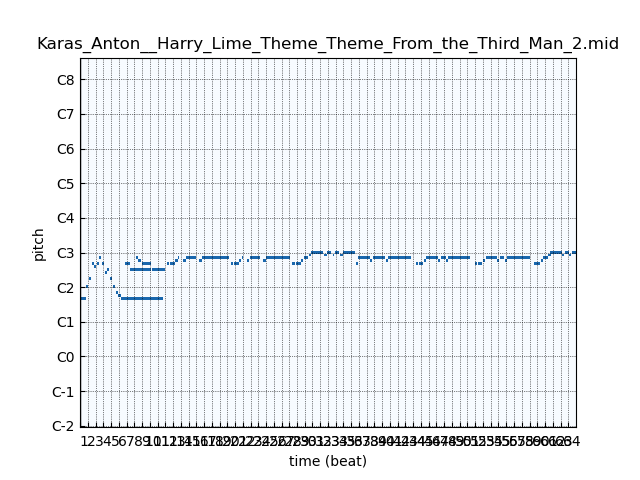 Karas_Anton__Harry_Lime_Theme_Theme_From_the_Third_Man_2.mid
C8
C7
C6
C5
C4
C3
C2
C1
C0
C-1
C-2
pitch
time (beat)